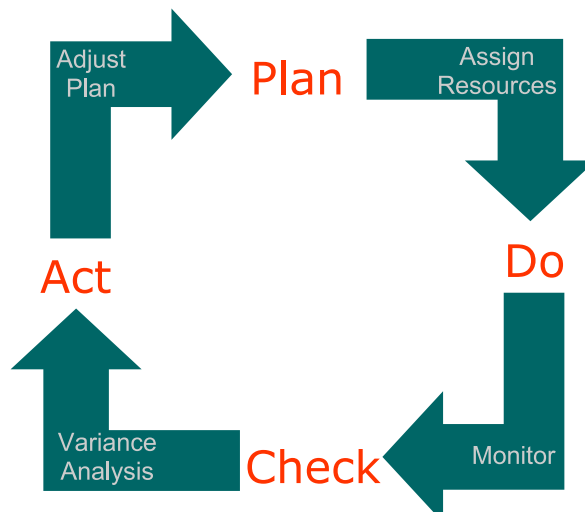 Adjust
Plan
Plan
Assign
Resources
Do
Monitor
Check
Variance
Analysis
Act